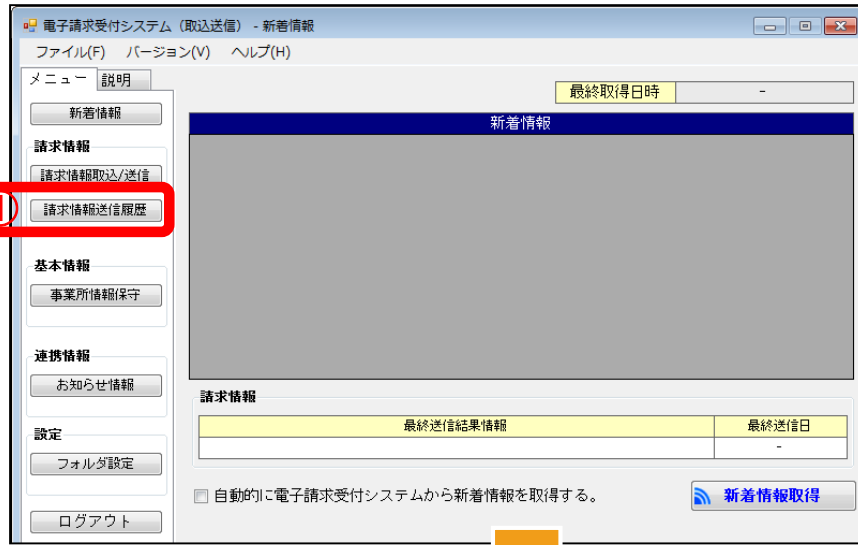 電子請求受付システム（取込送信） - 新着情報
ファイル(F) バージョン(V) ヘルプ(H)
メニュー 説明
最終取得日時 -
新着情報
新着情報
請求情報
請求情報取込/送信
請求情報送信履歴
基本情報
事業所情報保守
連携情報
お知らせ情報
請求情報
最終送信結果情報 最終送信日
-
設定
フォルダ設定
自動的に電子請求受付システムから新着情報を取得する。
新着情報取得
ログアウト